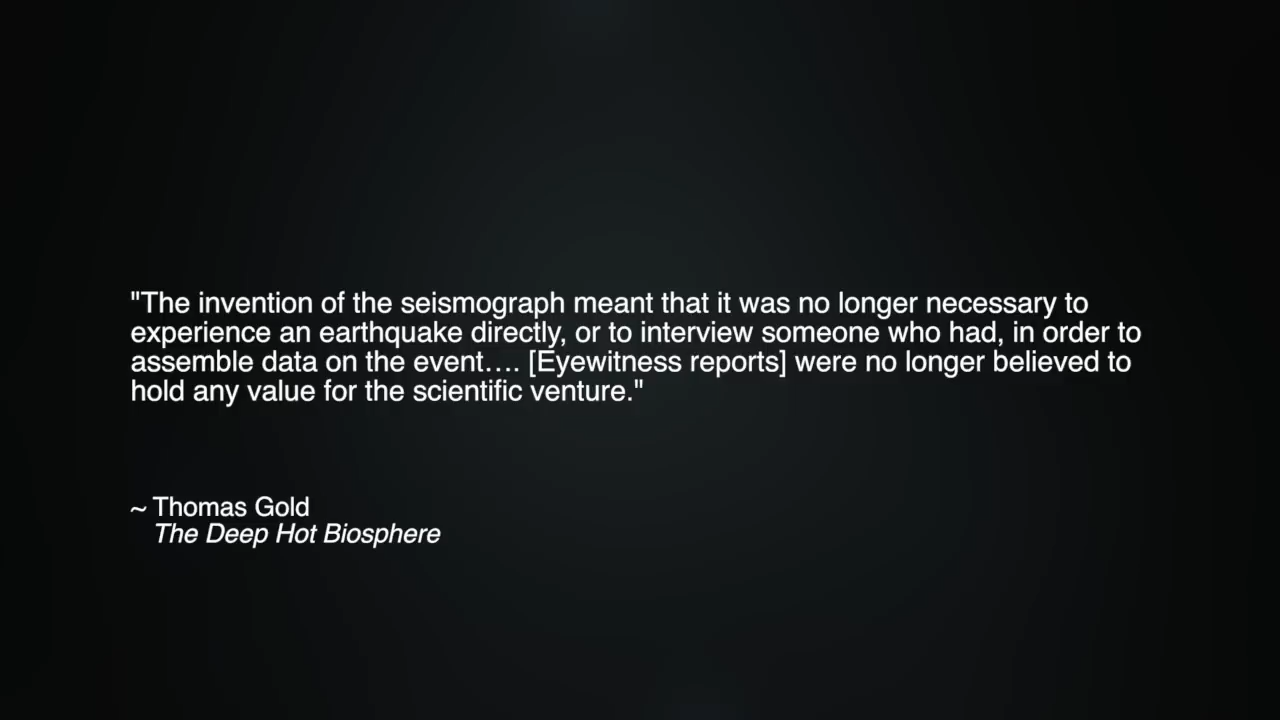 "The invention of the seismograph meant that it was no longer necessary to
experience an earthquake directly, or to interview someone who had, in order to
assemble data on the event…. [Eyewitness reports] were no longer believed to
hold any value for the scientific venture."
~ Thomas Gold
The Deep Hot Biosphere